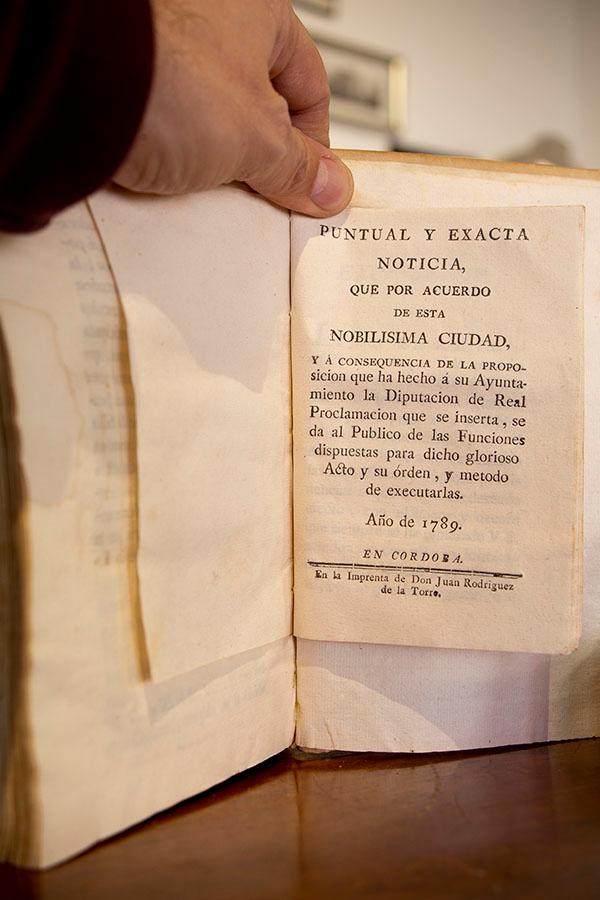 PUNTUAL Y EXACTA
NOTICIA,
QUE POR ACUERDO
DE ESTA
NOBILISIMA CIUDAD,
Y Á CONSEQUENCIA DE LA PROPO-
sicion que ha hecho á su Ayunta-
miento la Diputacion de Real
Proclamacion que se inserta, se
da al Publico de las Funciones
dispuestas para dicho glorioso
Acto y su órden, y metodo
de executarlas.
Año de 1789.
EN CORDOBA.
En la Imprenta de Don Juan Rodriguez
de la Torre.